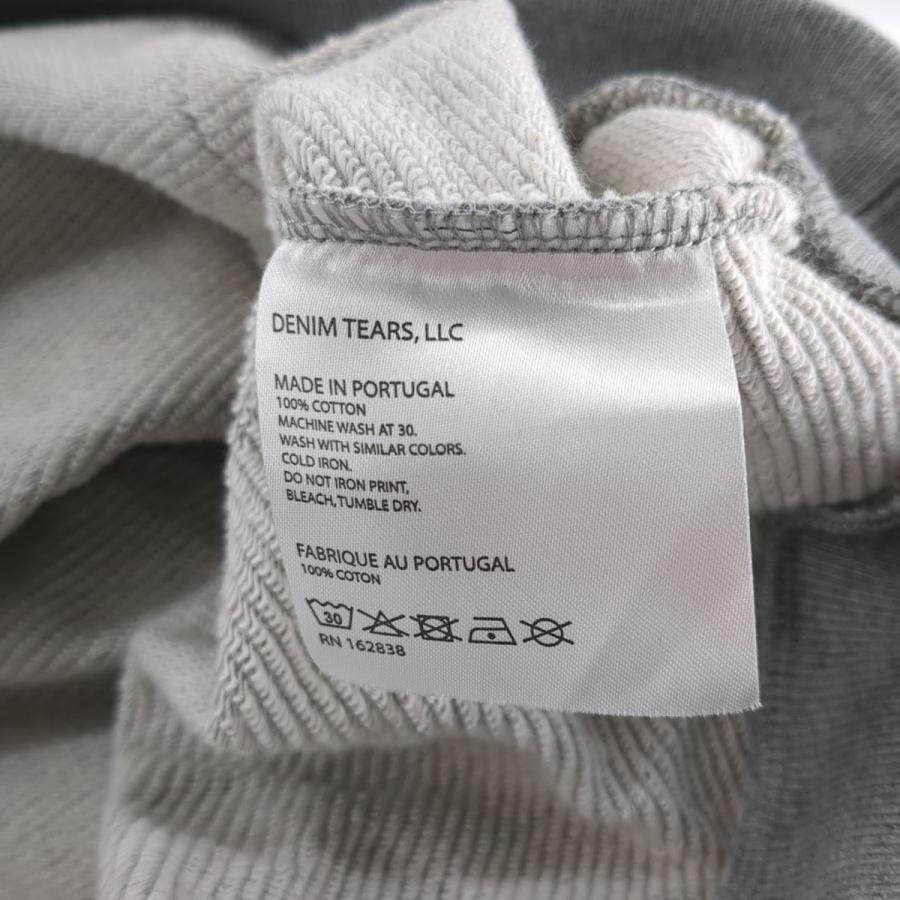 DENIM TEARS, LLC
MADE IN PORTUGAL
100% COTTON
MACHINE WASH AT 30.
WASH WITH SIMILAR COLORS.
COLD IRON.
DO NOT IRON PRINT,
BLEACH, TUMBLE DRY.
FABRIQUE AU PORTUGAL
100% COTON
30
RN 162838